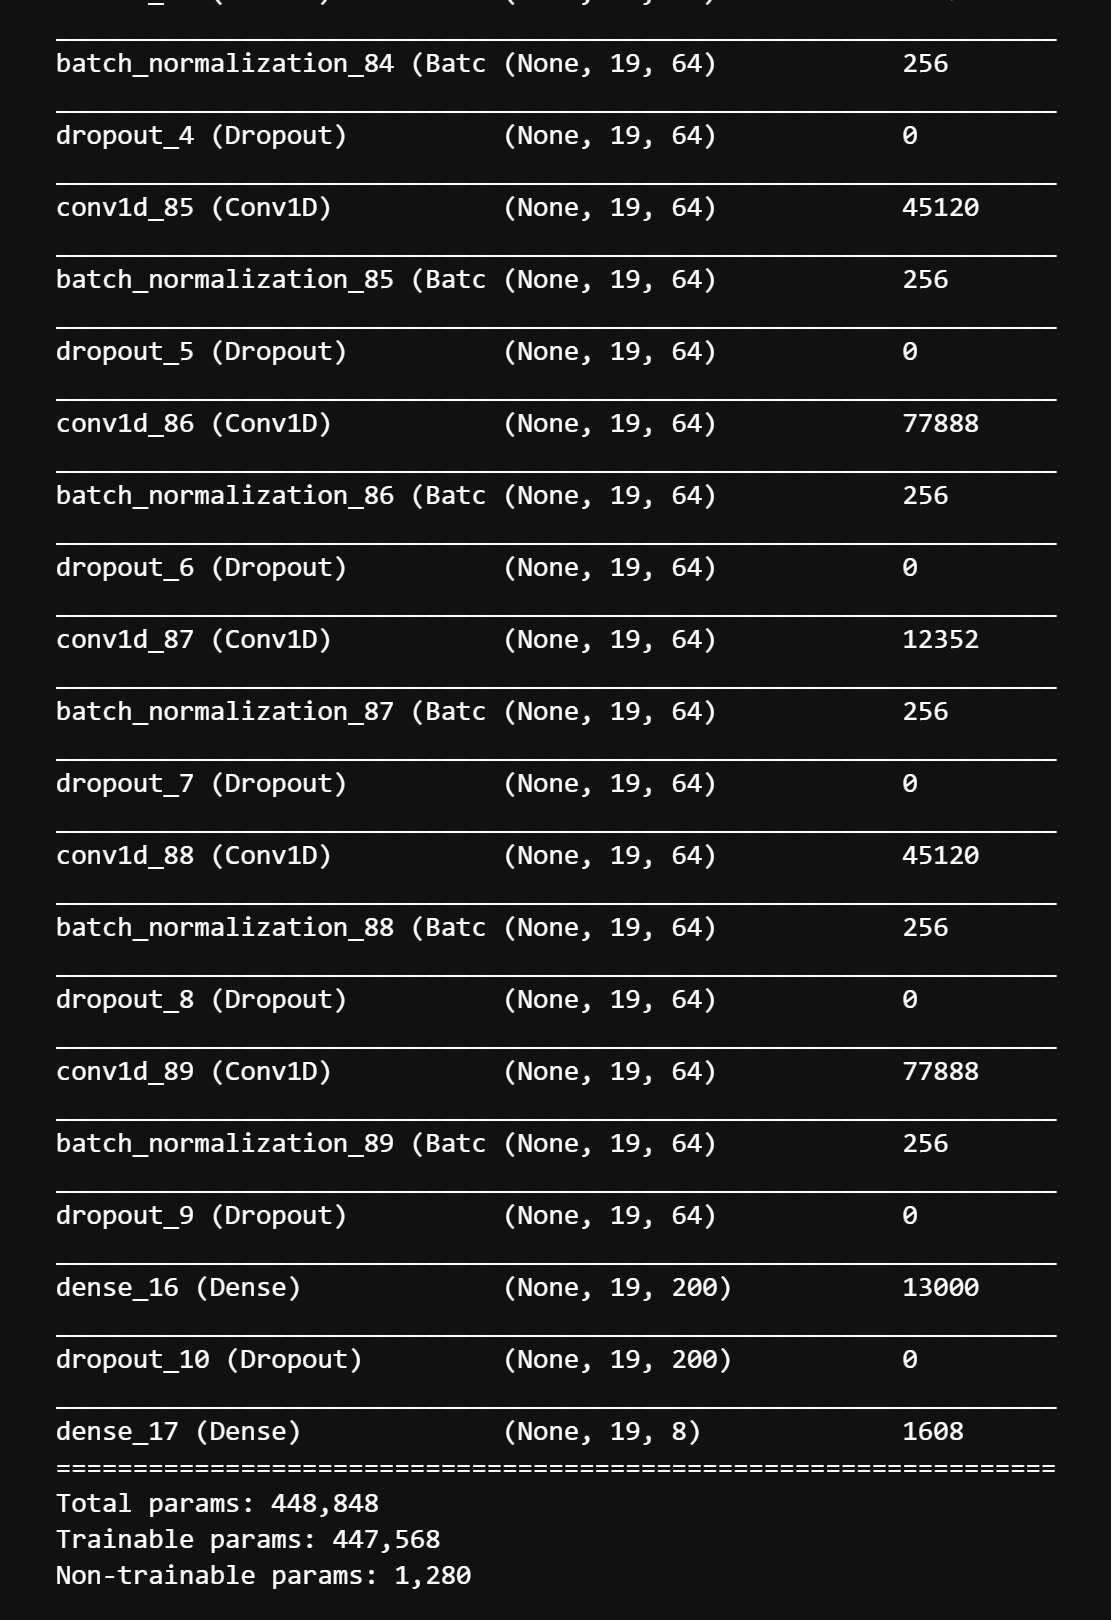 batch_normalization_84 (Batc (None, 19, 64) 256
dropout_4 (Dropout) (None, 19, 64) 0
conv1d_85 (Conv1D) (None, 19, 64) 45120
batch_normalization_85 (Batc (None, 19, 64) 256
dropout_5 (Dropout) (None, 19, 64) 0
conv1d_86 (Conv1D) (None, 19, 64) 77888
batch_normalization_86 (Batc (None, 19, 64) 256
dropout_6 (Dropout) (None, 19, 64) 0
conv1d_87 (Conv1D) (None, 19, 64) 12352
batch_normalization_87 (Batc (None, 19, 64) 256
dropout_7 (Dropout) (None, 19, 64) 0
conv1d_88 (Conv1D) (None, 19, 64) 45120
batch_normalization_88 (Batc (None, 19, 64) 256
dropout_8 (Dropout) (None, 19, 64) 0
conv1d_89 (Conv1D) (None, 19, 64) 77888
batch_normalization_89 (Batc (None, 19, 64) 256
dropout_9 (Dropout) (None, 19, 64) 0
dense_16 (Dense) (None, 19, 200) 13000
dropout_10 (Dropout) (None, 19, 200) 0
dense_17 (Dense) (None, 19, 8) 1608
=================================================================
Total params: 448,848
Trainable params: 447,568
Non-trainable params: 1,280